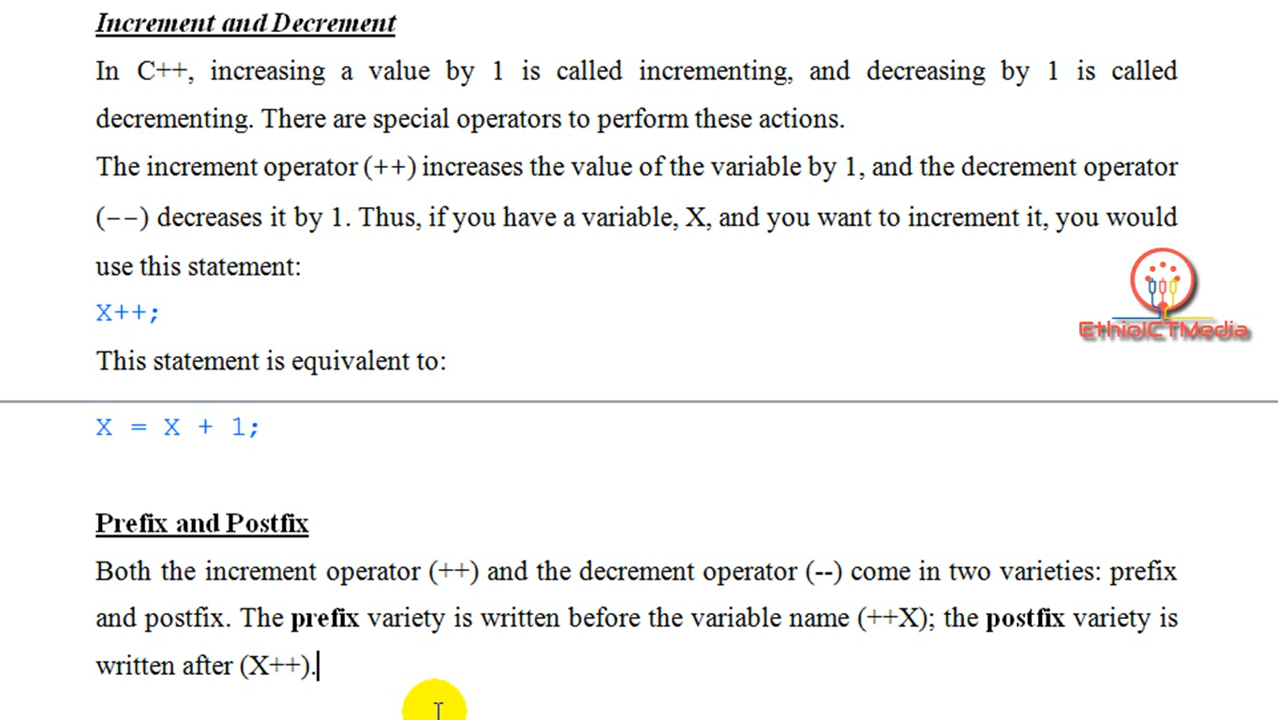 Increment and Decrement
In C++, increasing a value by 1 is called incrementing, and decreasing by 1 is called
decrementing. There are special operators to perform these actions.
The increment operator (++) increases the value of the variable by 1, and the decrement operator
(−−) decreases it by 1. Thus, if you have a variable, X, and you want to increment it, you would
use this statement:
X++;
EthioICTMedia
This statement is equivalent to:
X = X + 1;
Prefix and Postfix
Both the increment operator (++) and the decrement operator (--) come in two varieties: prefix
and postfix. The prefix variety is written before the variable name (++X); the postfix variety is
written after (X++).